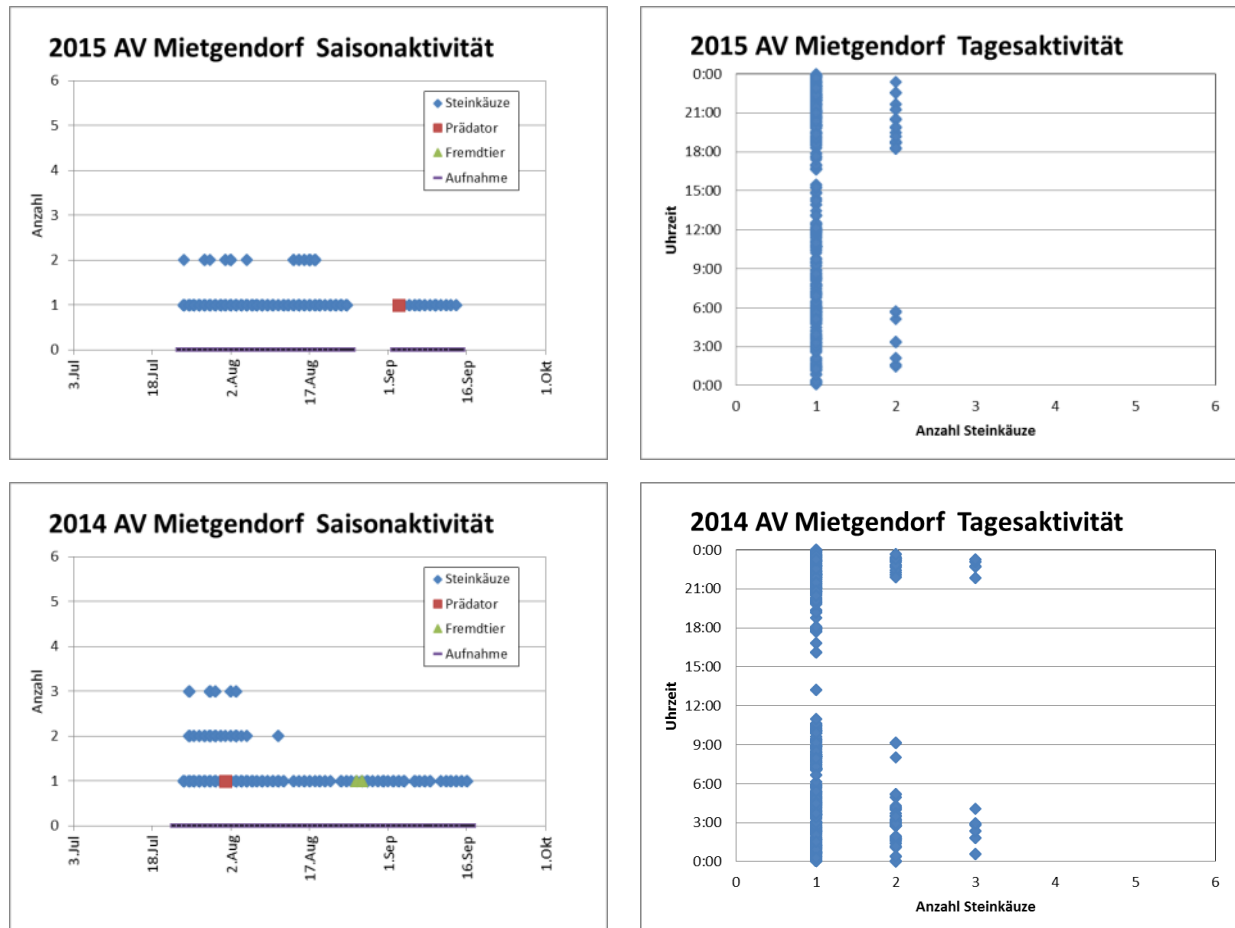 2015 AV Mietgendorf Saisonaktivität
6
5
4
3
2
1
0
Anzahl
3.Jul
18.Jul
2.Aug
17.Aug
1.Sep
16.Sep
1.Okt
Steinkäuze
Prädator
Fremdtier
Aufnahme
2015 AV Mietgendorf Tagesaktivität
0:00
21:00
18:00
15:00
12:00
9:00
6:00
3:00
0:00
Uhrzeit
0 1 2 3 4 5 6
Anzahl Steinkäuze
2014 AV Mietgendorf Saisonaktivität
6
5
4
3
2
1
0
Anzahl
3.Jul
18.Jul
2.Aug
17.Aug
1.Sep
16.Sep
1.Okt
Steinkäuze
Prädator
Fremdtier
Aufnahme
2014 AV Mietgendorf Tagesaktivität
0:00
21:00
18:00
15:00
12:00
9:00
6:00
3:00
0:00
Uhrzeit
0 1 2 3 4 5 6
Anzahl Steinkäuze